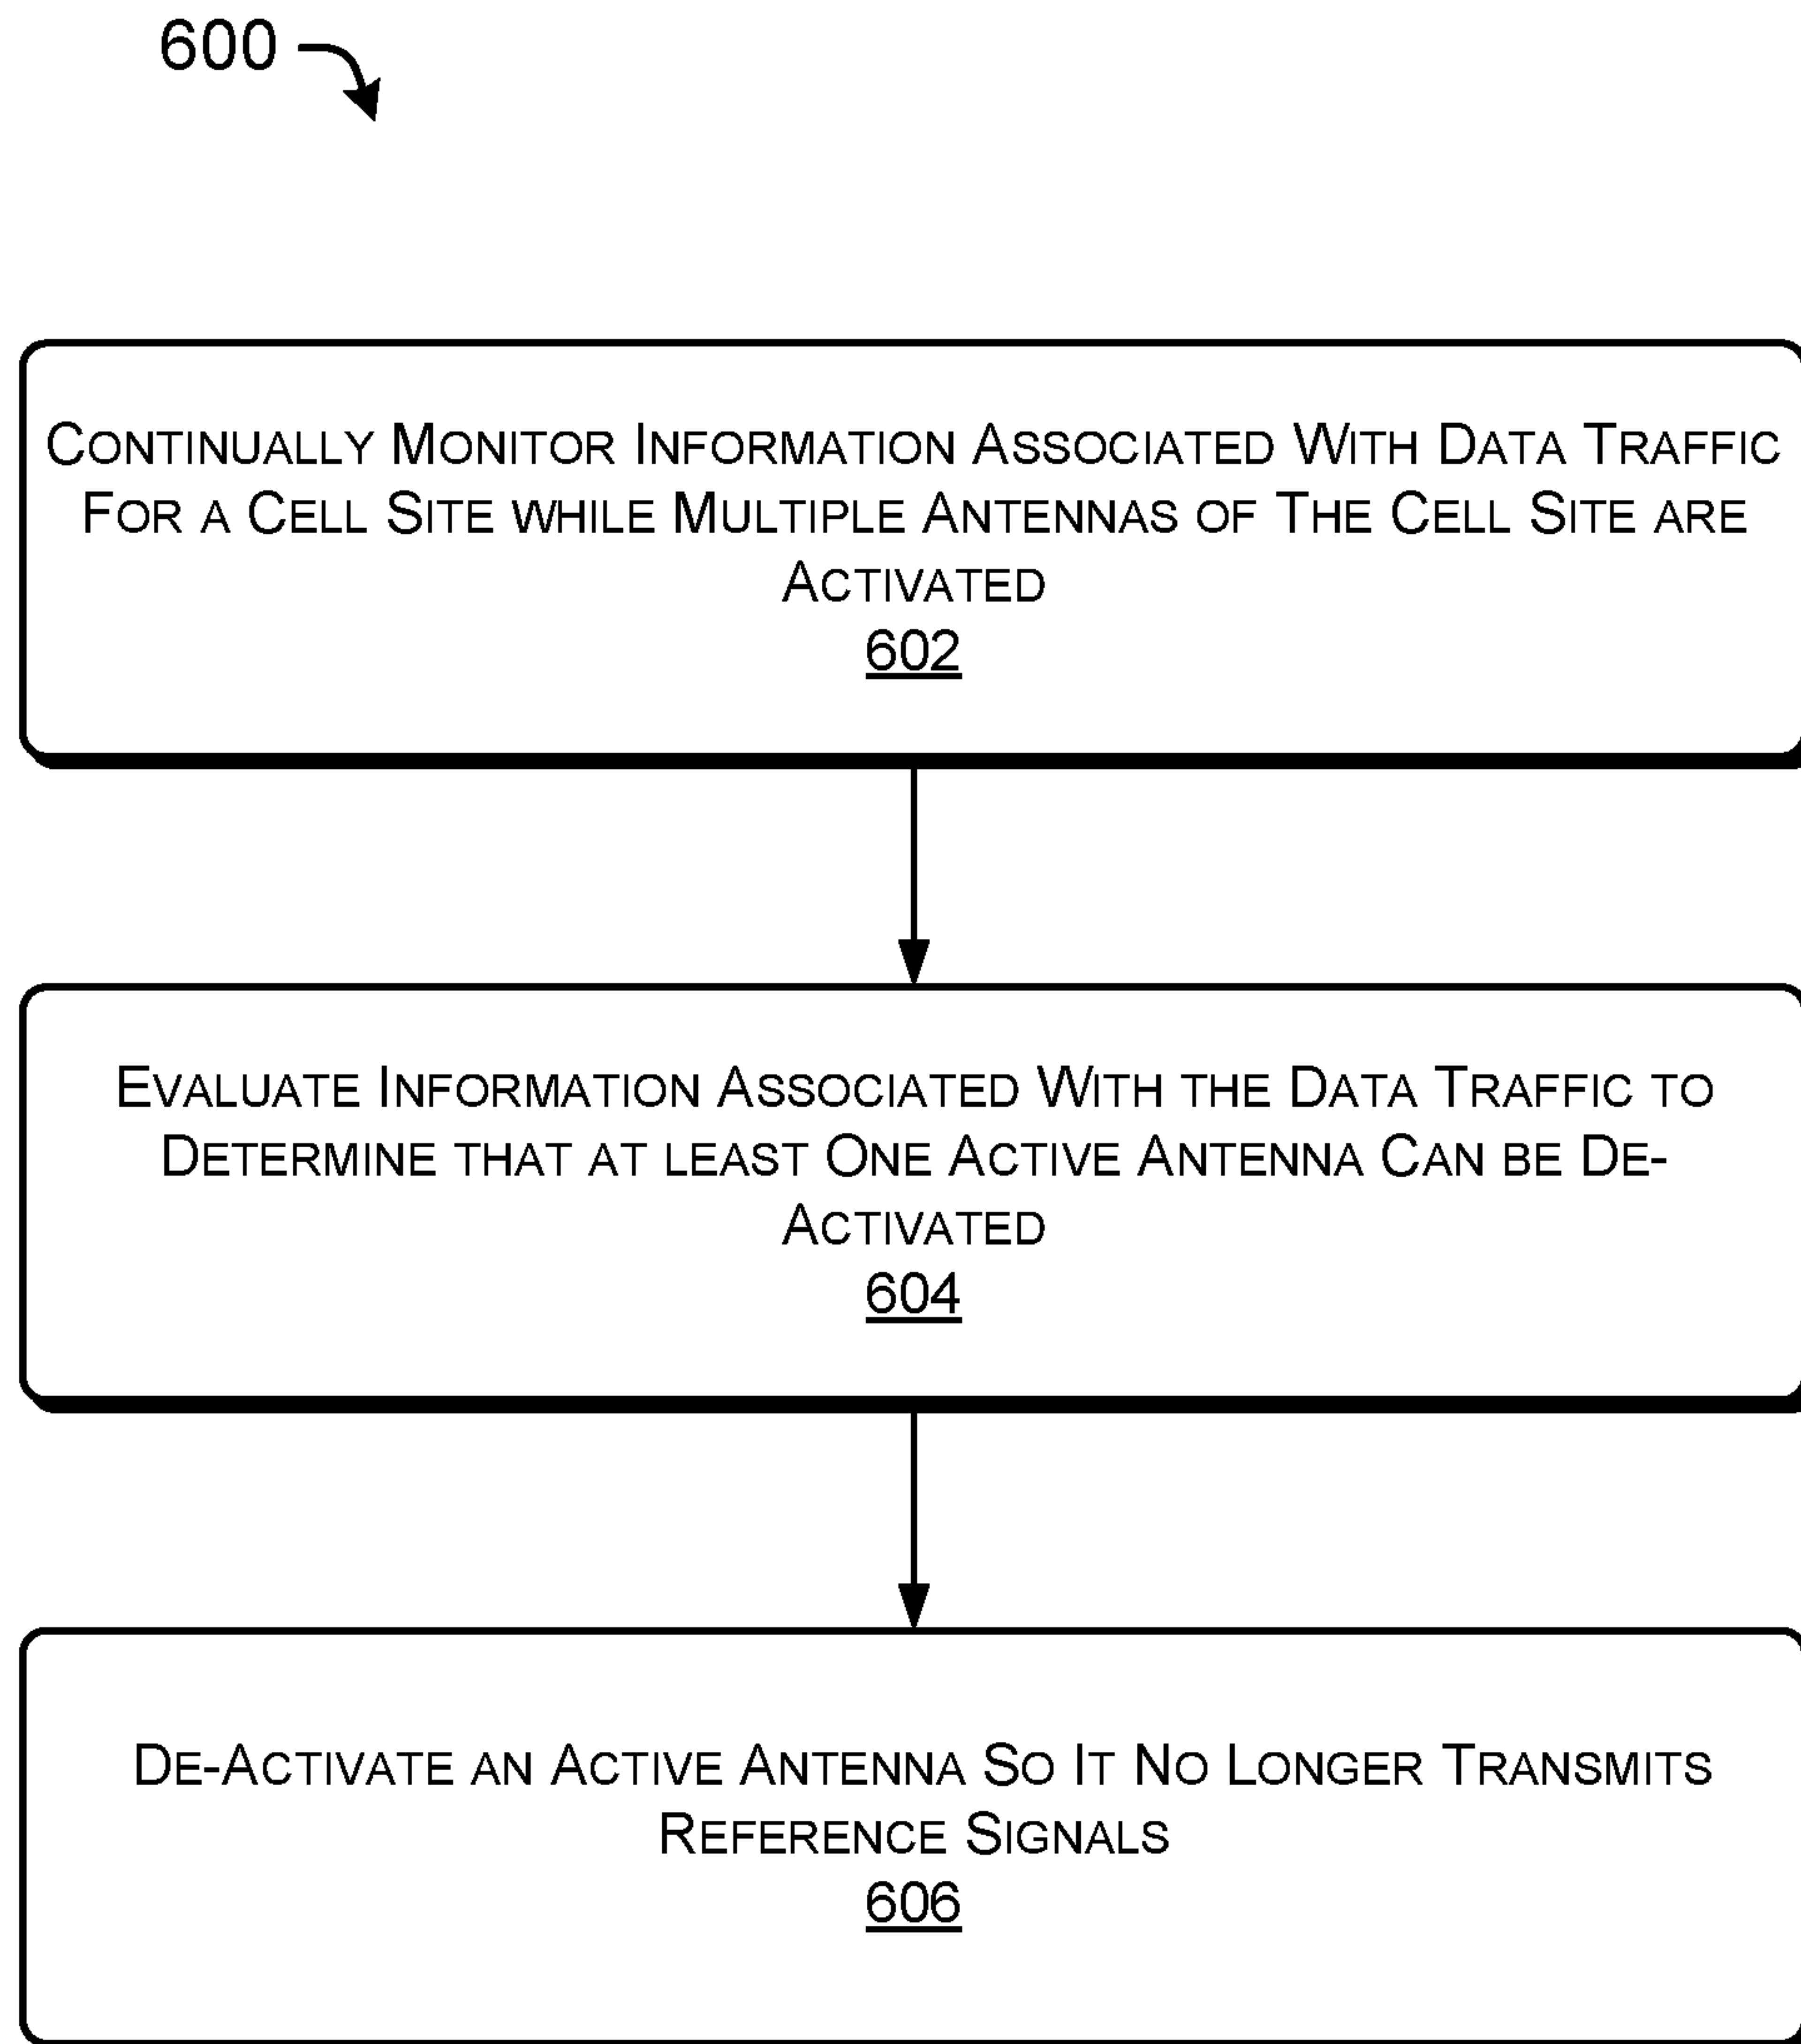 600
CONTINUALLY MONITOR INFORMATION ASSOCIATED WITH DATA TRAFFIC
FOR A CELL SITE WHILE MULTIPLE ANTENNAS OF THE CELL SITE ARE
ACTIVATED
602
EVALUATE INFORMATION ASSOCIATED WITH THE DATA TRAFFIC TO
DETERMINE THAT AT LEAST ONE ACTIVE ANTENNA CAN BE DE-
ACTIVATED
604
DE-ACTIVATE AN ACTIVE ANTENNA SO IT NO LONGER TRANSMITS
REFERENCE SIGNALS
606